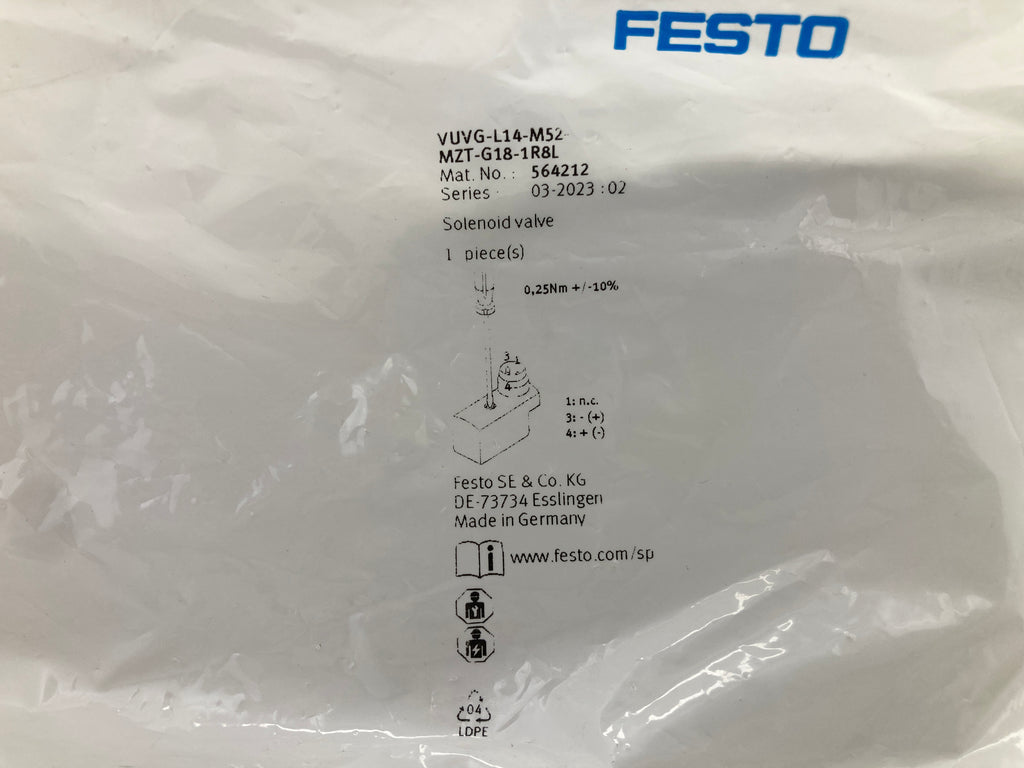 FESTO
VUVG-L14-M52-
MZT-G18-1R8L
Mat. No. : 564212
Series : 03-2023 : 02
Solenoid valve
1 piece(s)
0,25Nm +/-10%
3 1
4
1: n.c.
3: - (+)
4: + (-)
Festo SE & Co. KG
DE-73734 Esslingen
Made in Germany
i www.festo.com/sp
04
LDPE